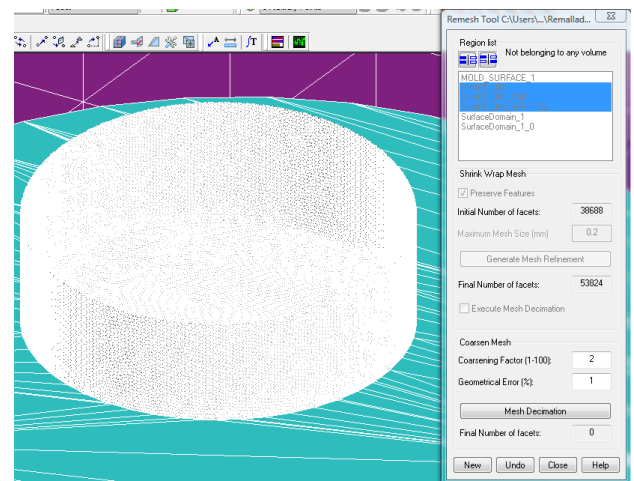 Remesh Tool C:\Users\...\Remallad...
Region list
Not belonging to any volume
MOLD_SURFACE_1
SurfaceDomain_1
SurfaceDomain_1_0
Shrink Wrap Mesh
Preserve Features
Initial Number of facets: 38688
Maximum Mesh Size (mm) 0.2
Generate Mesh Refinement
Final Number of facets: 53824
Execute Mesh Decimation
Coarsen Mesh
Coarsening Factor (1-100): 2
Geometrical Error (%): 1
Mesh Decimation
Final Number of facets: 0
New Undo Close Help